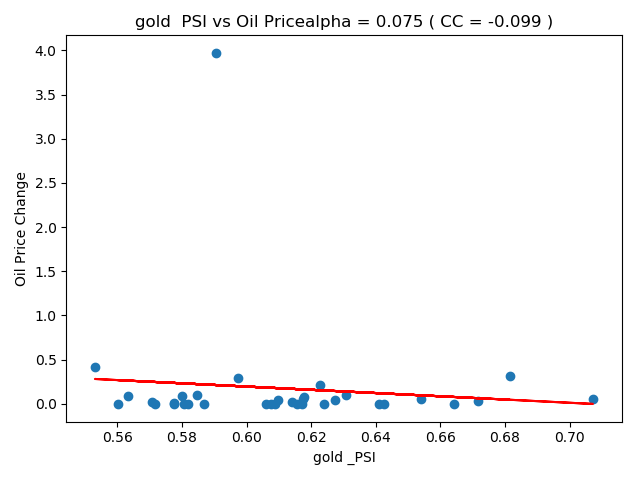 gold  PSI vs Oil Pricealpha = 0.075 ( CC = -0.099 )
4.0
3.5
3.0
2.5
2.0
1.5
1.0
0.5
0.0
Oil Price Change
0.56 0.58 0.60 0.62 0.64 0.66 0.68 0.70
gold _PSI